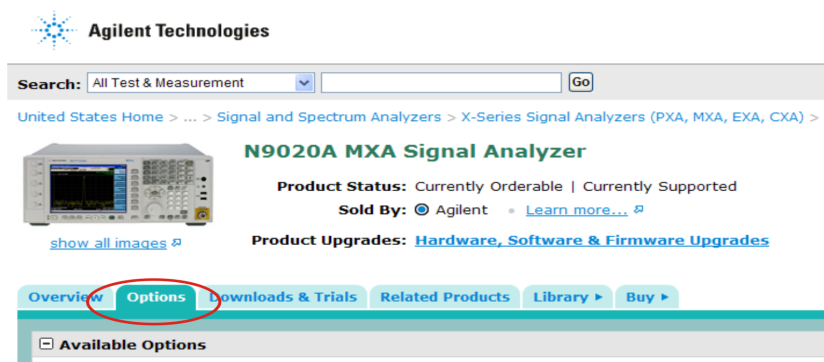 Agilent Technologies
Search: All Test & Measurement Go
United States Home > ... > Signal and Spectrum Analyzers > X-Series Signal Analyzers (PXA, MXA, EXA, CXA) >
N9020A MXA Signal Analyzer
Product Status: Currently Orderable | Currently Supported
Sold By: Agilent Learn more...
show all images Product Upgrades: Hardware, Software & Firmware Upgrades
Overview Options Downloads & Trials Related Products Library Buy
Available Options